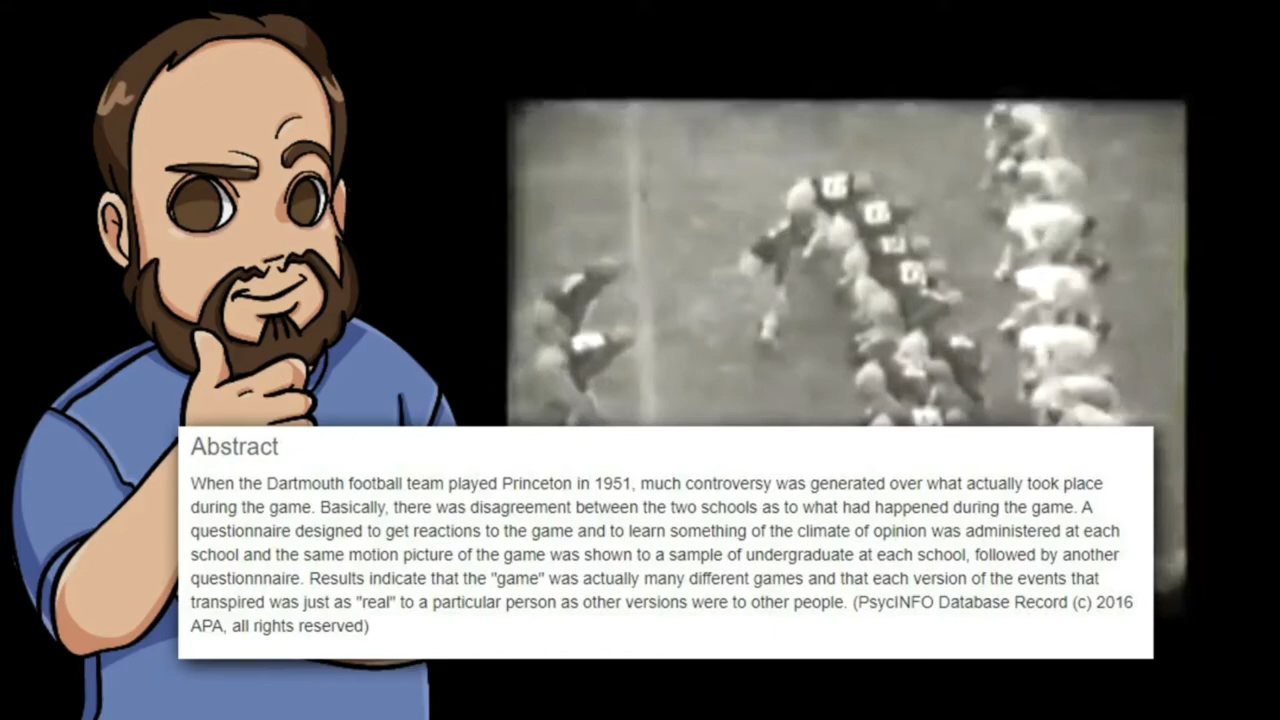 Abstract
When the Dartmouth football team played Princeton in 1951, much controversy was generated over what actually took place
during the game. Basically, there was disagreement between the two schools as to what had happened during the game. A
questionnaire designed to get reactions to the game and to learn something of the climate of opinion was administered at each
school and the same motion picture of the game was shown to a sample of undergraduate at each school, followed by another
questionnnaire. Results indicate that the "game" was actually many different games and that each version of the events that
transpired was just as "real" to a particular person as other versions were to other people. (PsycINFO Database Record (c) 2016
APA, all rights reserved)